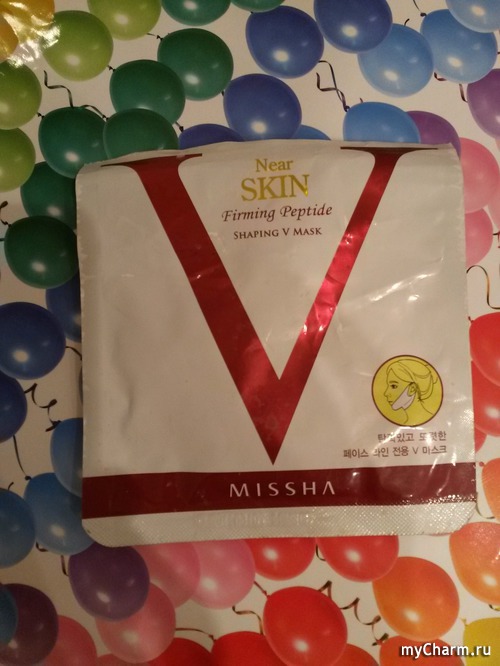 Near
SKIN
Firming Peptide
SHAPING V MASK
V
탄력있고 또렷한
페이스 라인 전용 V 마스크
MISSHA
myCharm.ru